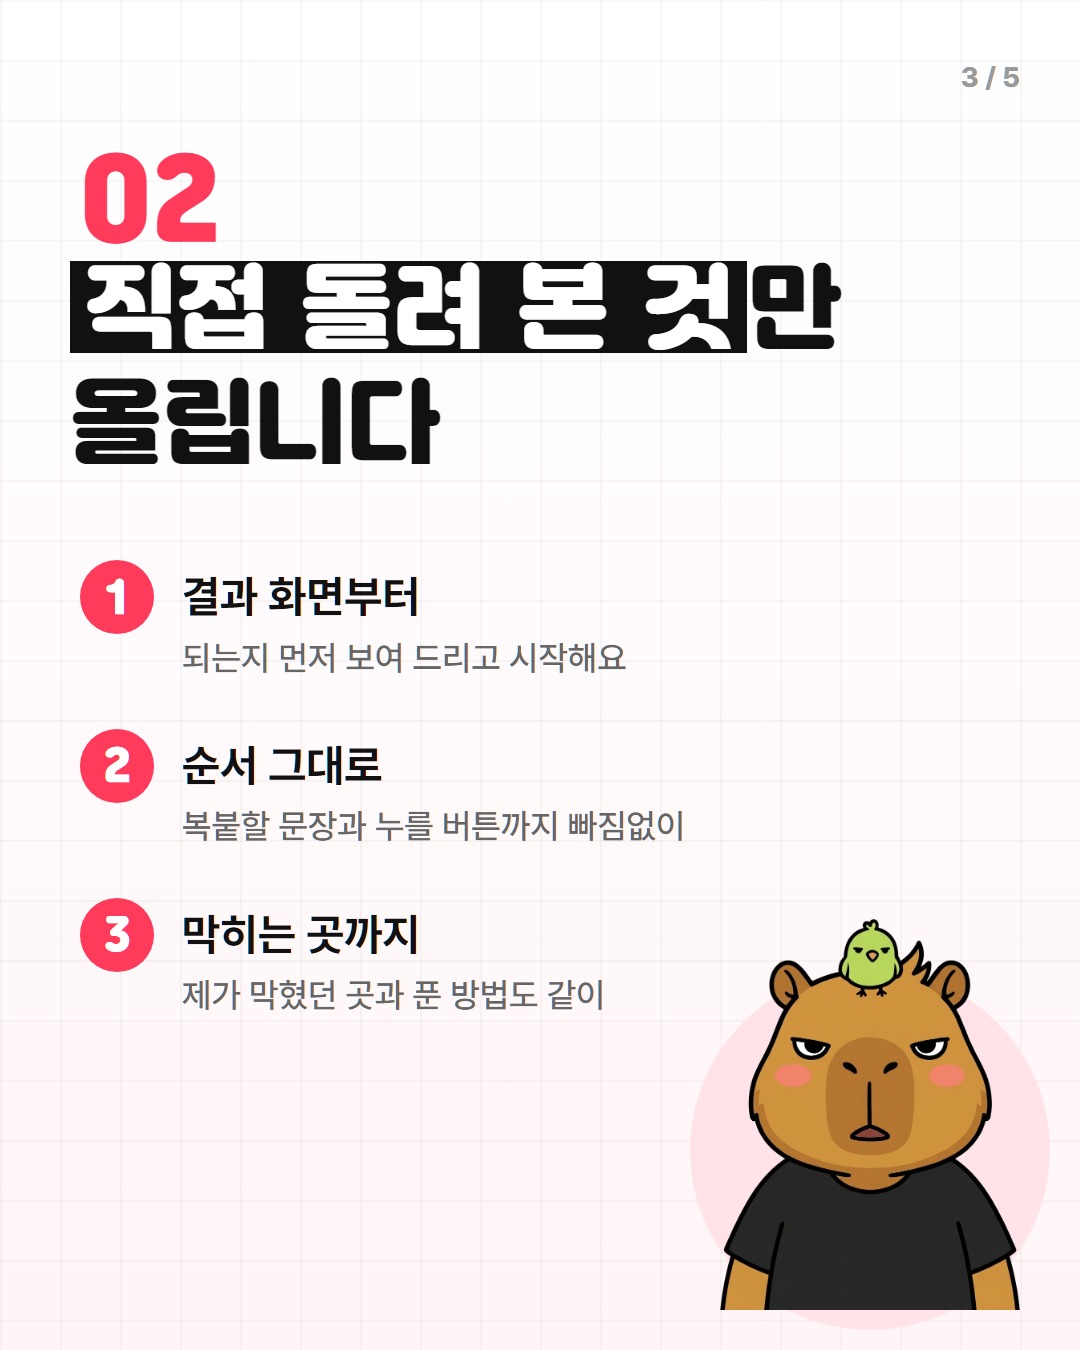 3 / 5
02
직접 돌려 본 것만
올립니다
1 결과 화면부터
되는지 먼저 보여 드리고 시작해요
2 순서 그대로
복붙할 문장과 누를 버튼까지 빠짐없이
3 막히는 곳까지
제가 막혔던 곳과 푼 방법도 같이